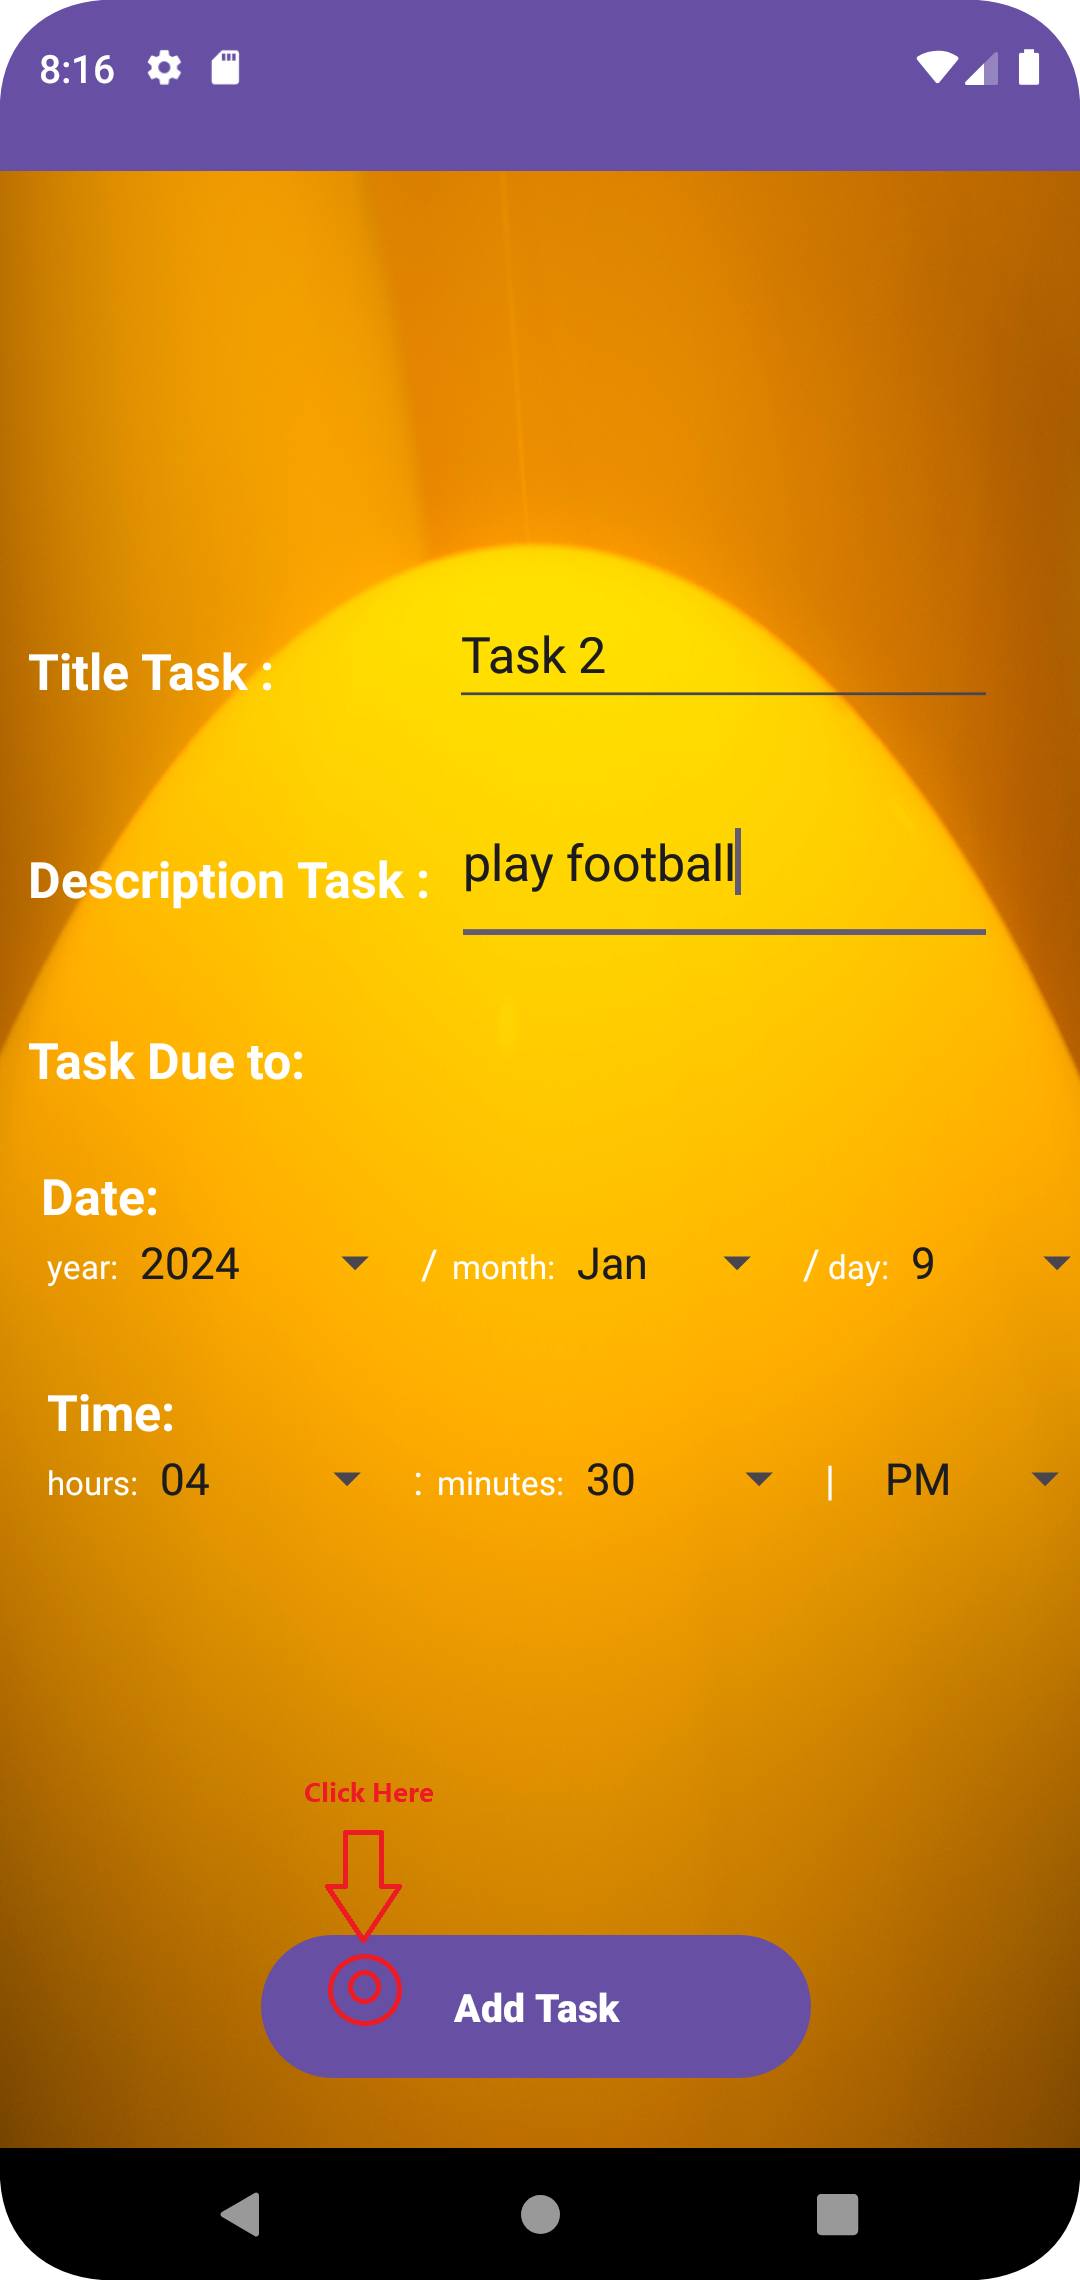 8:16
Title Task :
Task 2
Description Task :
play football
Task Due to:
Date:
year: 2024 / month: Jan / day: 9
Time:
hours: 04 : minutes: 30 | PM
Click Here
Add Task